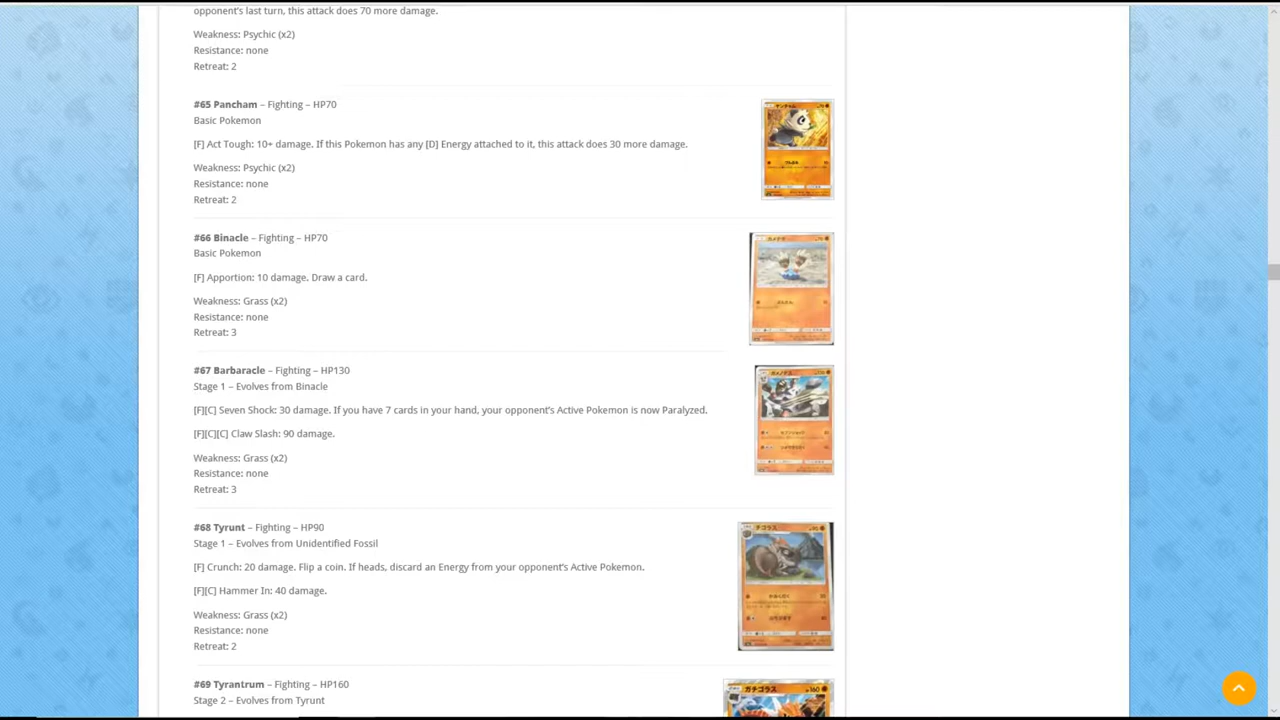 opponent's last turn, this attack does 70 more damage.
Weakness: Psychic (x2)
Resistance: none
Retreat: 2
#65 Pancham – Fighting – HP70
Basic Pokemon
[F] Act Tough: 10+ damage. If this Pokemon has any [D] Energy attached to it, this attack does 30 more damage.
Weakness: Psychic (x2)
Resistance: none
Retreat: 2
#66 Binacle – Fighting – HP70
Basic Pokemon
[F] Apportion: 10 damage. Draw a card.
Weakness: Grass (x2)
Resistance: none
Retreat: 3
#67 Barbaracle – Fighting – HP130
Stage 1 – Evolves from Binacle
[F][C] Seven Shock: 30 damage. If you have 7 cards in your hand, your opponent's Active Pokemon is now Paralyzed.
[F][C][C] Claw Slash: 90 damage.
Weakness: Grass (x2)
Resistance: none
Retreat: 3
#68 Tyrunt – Fighting – HP90
Stage 1 – Evolves from Unidentified Fossil
[F] Crunch: 20 damage. Flip a coin. If heads, discard an Energy from your opponent's Active Pokemon.
[F][C] Hammer In: 40 damage.
Weakness: Grass (x2)
Resistance: none
Retreat: 2
#69 Tyrantrum – Fighting – HP160
Stage 2 – Evolves from Tyrunt
ガチゴラス
160